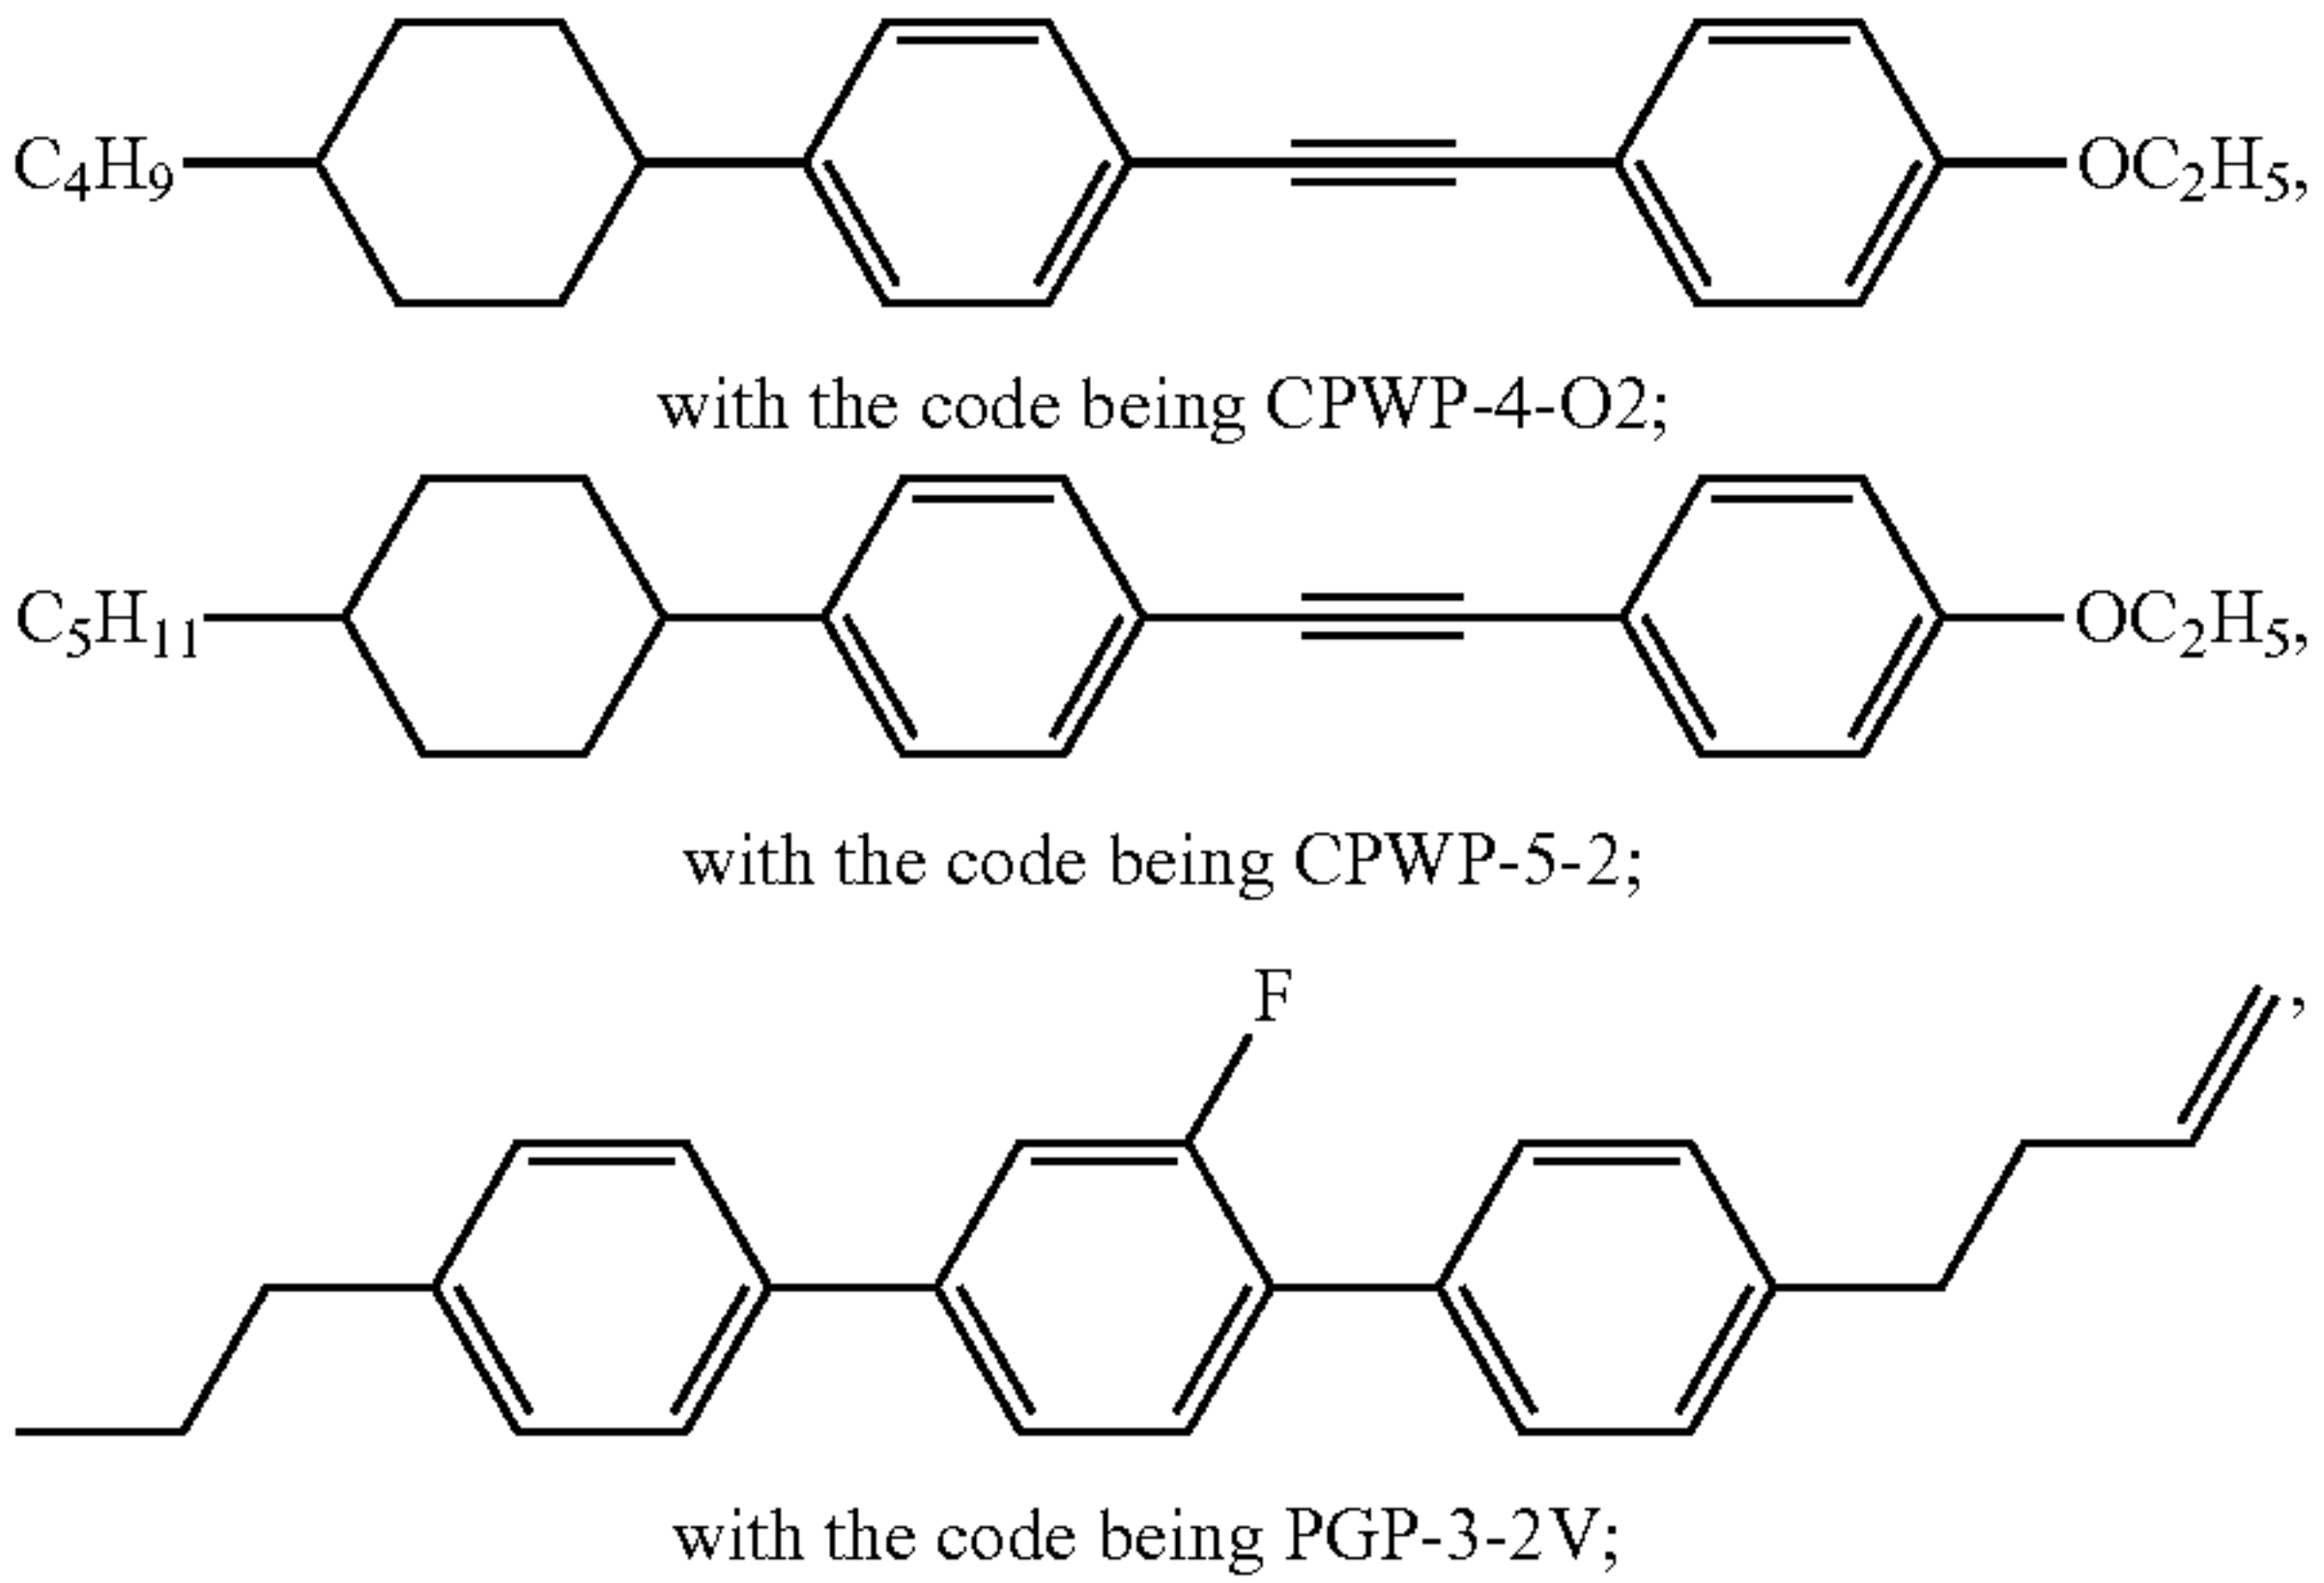 C4H9 OC2H5,
with the code being CPWP-4-O2;
C5H11 OC2H5,
with the code being CPWP-5-2;
F
,
with the code being PGP-3-2V;